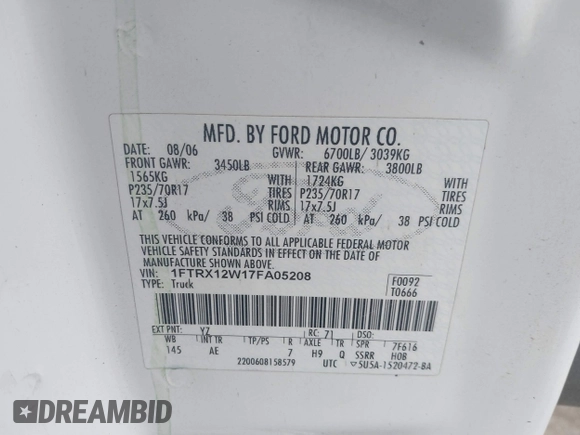 MFD. BY FORD MOTOR CO.
DATE: 08/06 GVWR: 6700LB/ 3039KG
FRONT GAWR: 3450LB REAR GAWR: 3800LB
1565KG WITH 1724KG WITH
P235/70R17 TIRES P235/70R17 TIRES
17x7.5J RIMS 17x7.5J RIMS
AT 260 kPa/ 38 PSI COLD AT 260 kPa/ 38 PSI COLD
THIS VEHICLE CONFORMS TO ALL APPLICABLE FEDERAL MOTOR
VEHICLE SAFETY STANDARDS IN EFFECT ON THE DATE OF
MANUFACTURE SHOWN ABOVE.
VIN: 1FTRX12W17FA05208 F0092
TYPE: Truck T0666
EXT PNT: YZ RC: 71 DSO:
WB INT TR TP/PS R AXLE TR SPR 7F616
145 AE 7 H9 Q SSRR H0B
2200608158579 UTC 5U5A-1520472-BA
Ford
DREAMBID